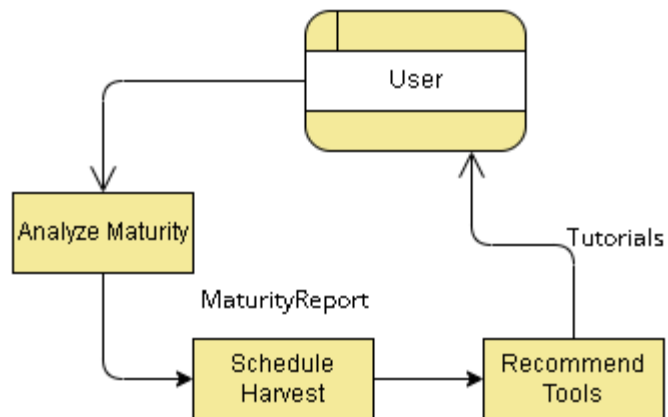 User
Analyze Maturity
Tutorials
MaturityReport
Schedule
Harvest
Recommend
Tools